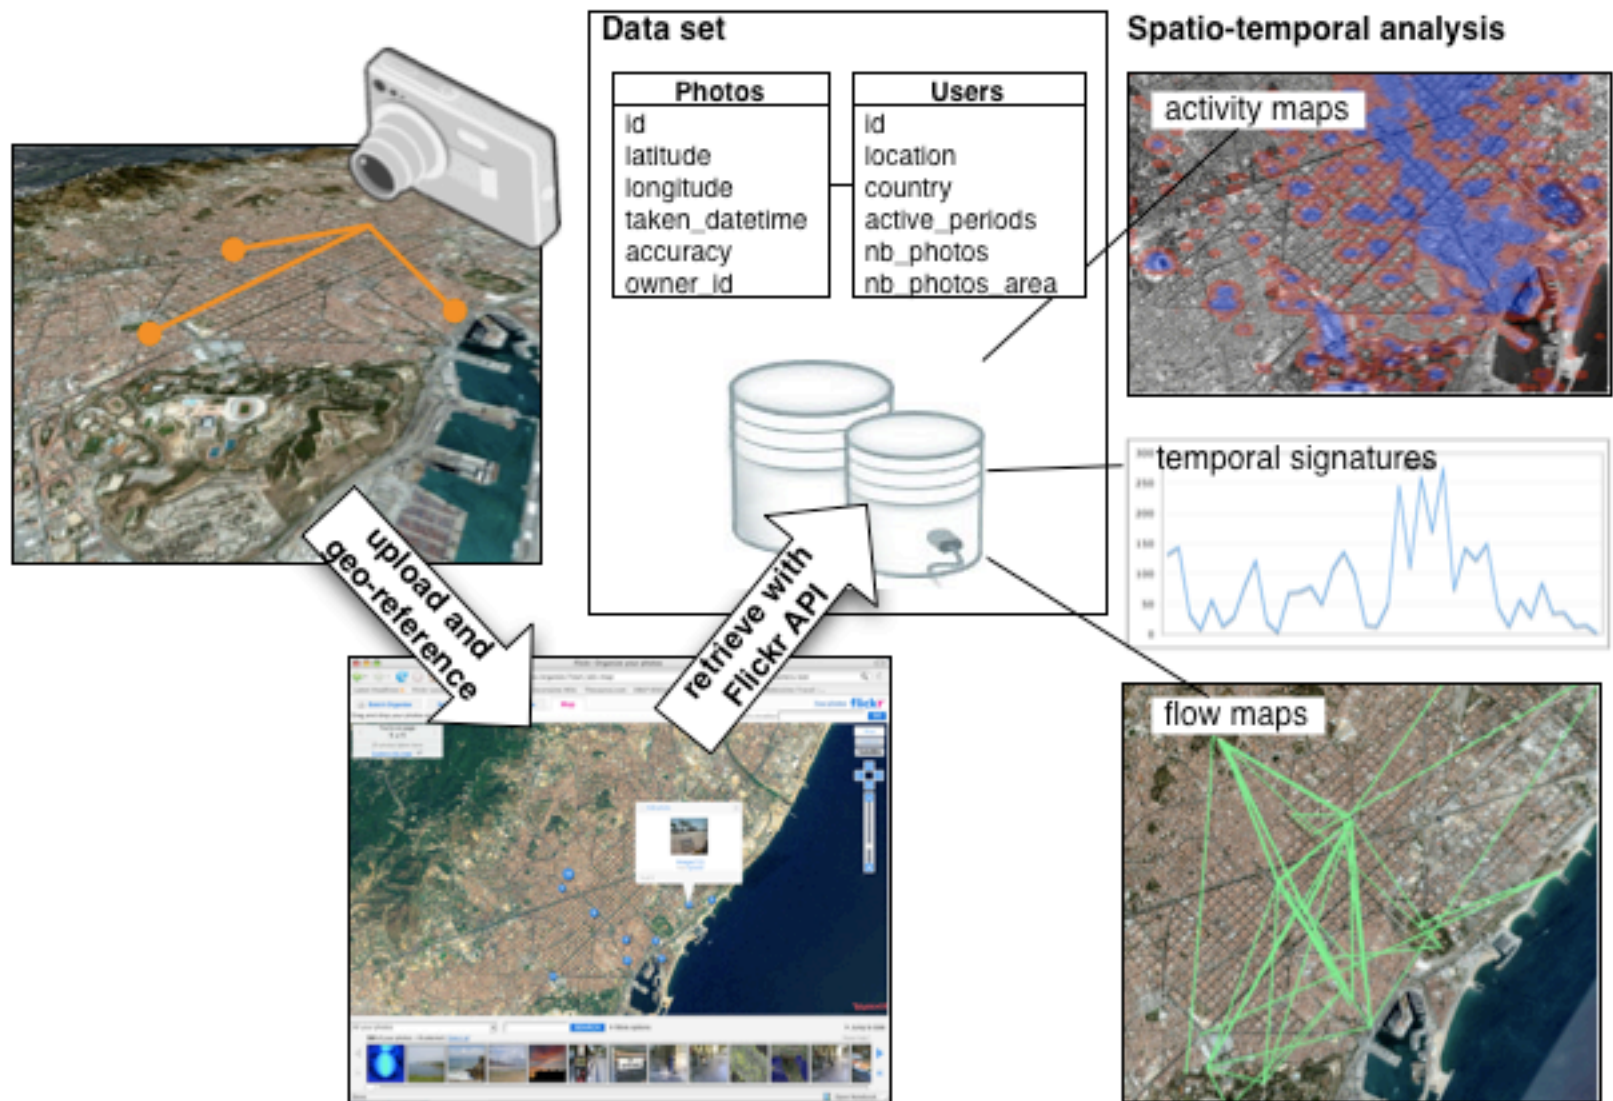 Data set
Photos
id
latitude
longitude
taken_datetime
accuracy
owner_id
Users
id
location
country
active_periods
nb_photos
nb_photos_area
Spatio-temporal analysis
activity maps
temporal signatures
250
200
150
100
50
0
flow maps
upload and
geo-reference
retrieve with
Flickr API
flickr
Map